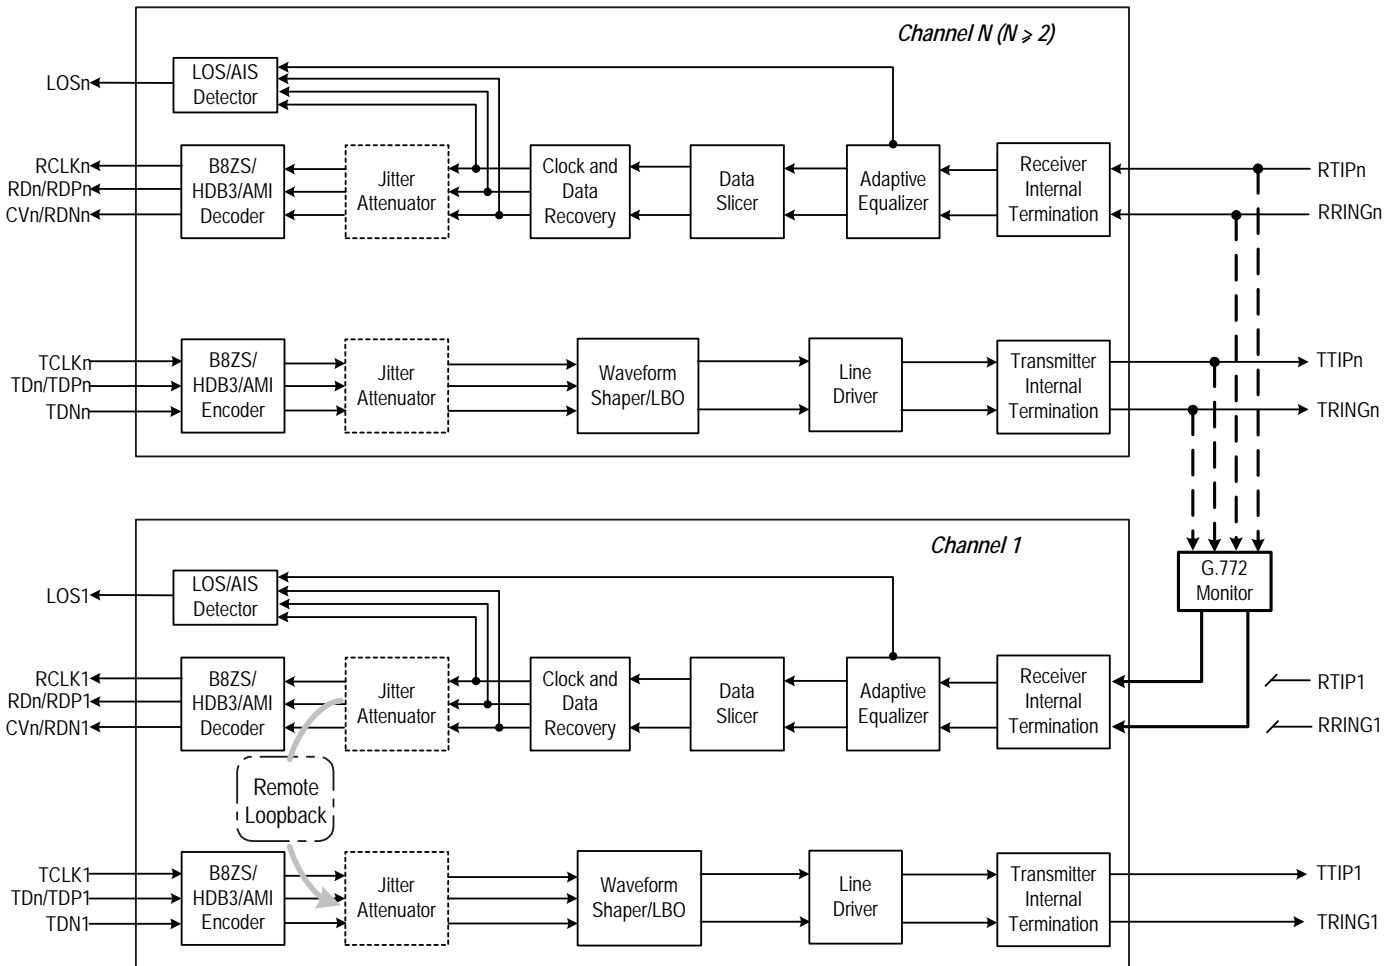 Channel N (N ⩾ 2)
LOSn
LOS/AIS
Detector
RCLKn
RDn/RDPn
CVn/RDNn
B8ZS/
HDB3/AMI
Decoder
Jitter
Attenuator
Clock and
Data
Recovery
Data
Slicer
Adaptive
Equalizer
Receiver
Internal
Termination
RTIPn
RRINGn
TCLKn
TDn/TDPn
TDNn
B8ZS/
HDB3/AMI
Encoder
Jitter
Attenuator
Waveform
Shaper/LBO
Line
Driver
Transmitter
Internal
Termination
TTIPn
TRINGn
Channel 1
G.772
Monitor
LOS1
LOS/AIS
Detector
RCLK1
RDn/RDP1
CVn/RDN1
B8ZS/
HDB3/AMI
Decoder
Jitter
Attenuator
Clock and
Data
Recovery
Data
Slicer
Adaptive
Equalizer
Receiver
Internal
Termination
RTIP1
RRING1
Remote
Loopback
TCLK1
TDn/TDP1
TDN1
B8ZS/
HDB3/AMI
Encoder
Jitter
Attenuator
Waveform
Shaper/LBO
Line
Driver
Transmitter
Internal
Termination
TTIP1
TRING1